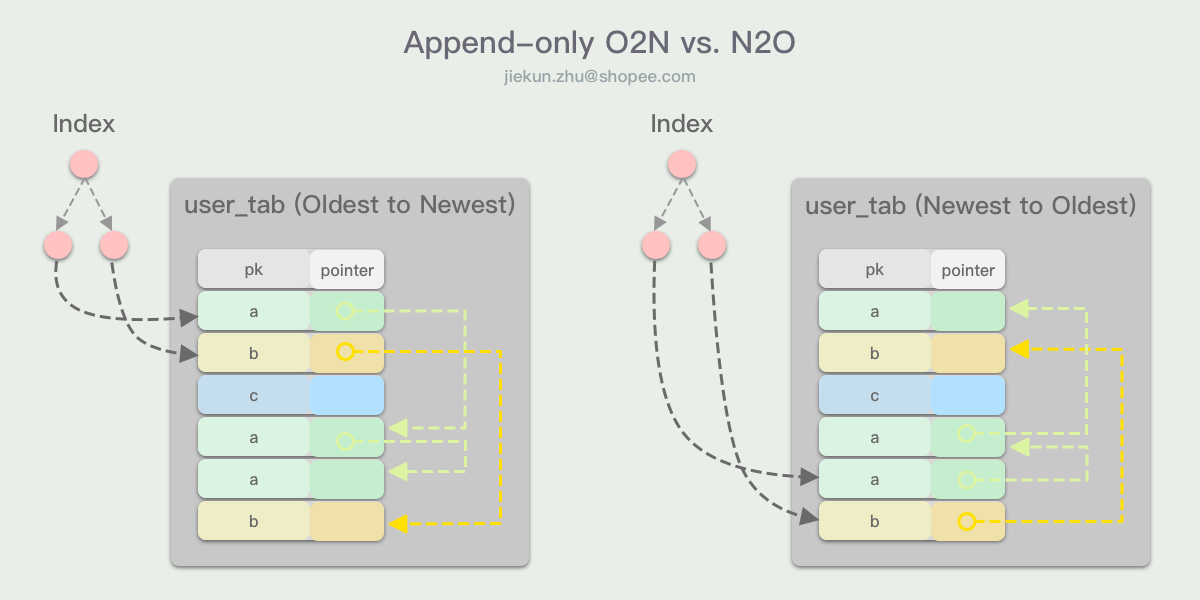 Append-only O2N vs. N2O
jiekun.zhu@shopee.com
Index
user_tab (Oldest to Newest)
pk pointer
a
b
c
a
a
b
Index
user_tab (Newest to Oldest)
pk pointer
a
b
c
a
a
b